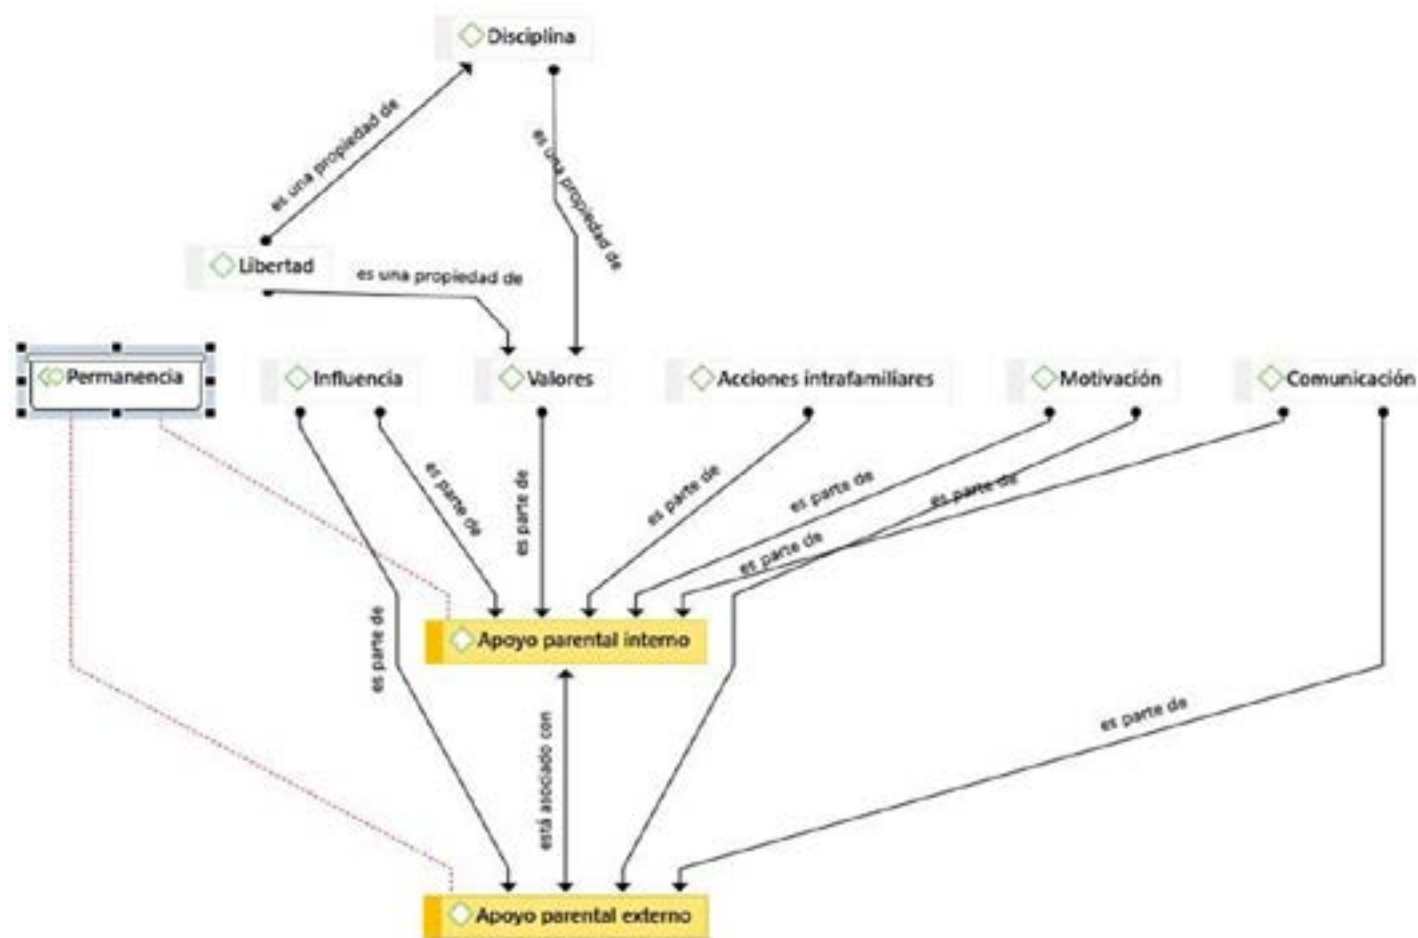 Disciplina
es una propiedad de
es una propiedad de
Libertad
es una propiedad de
Permanencia
Influencia
Valores
Acciones intrafamiliares
Motivación
Comunicación
es parte de
es parte de
es parte de
es parte de
es parte de
es parte de
es parte de
Apoyo parental interno
está asociado con
es parte de
Apoyo parental externo